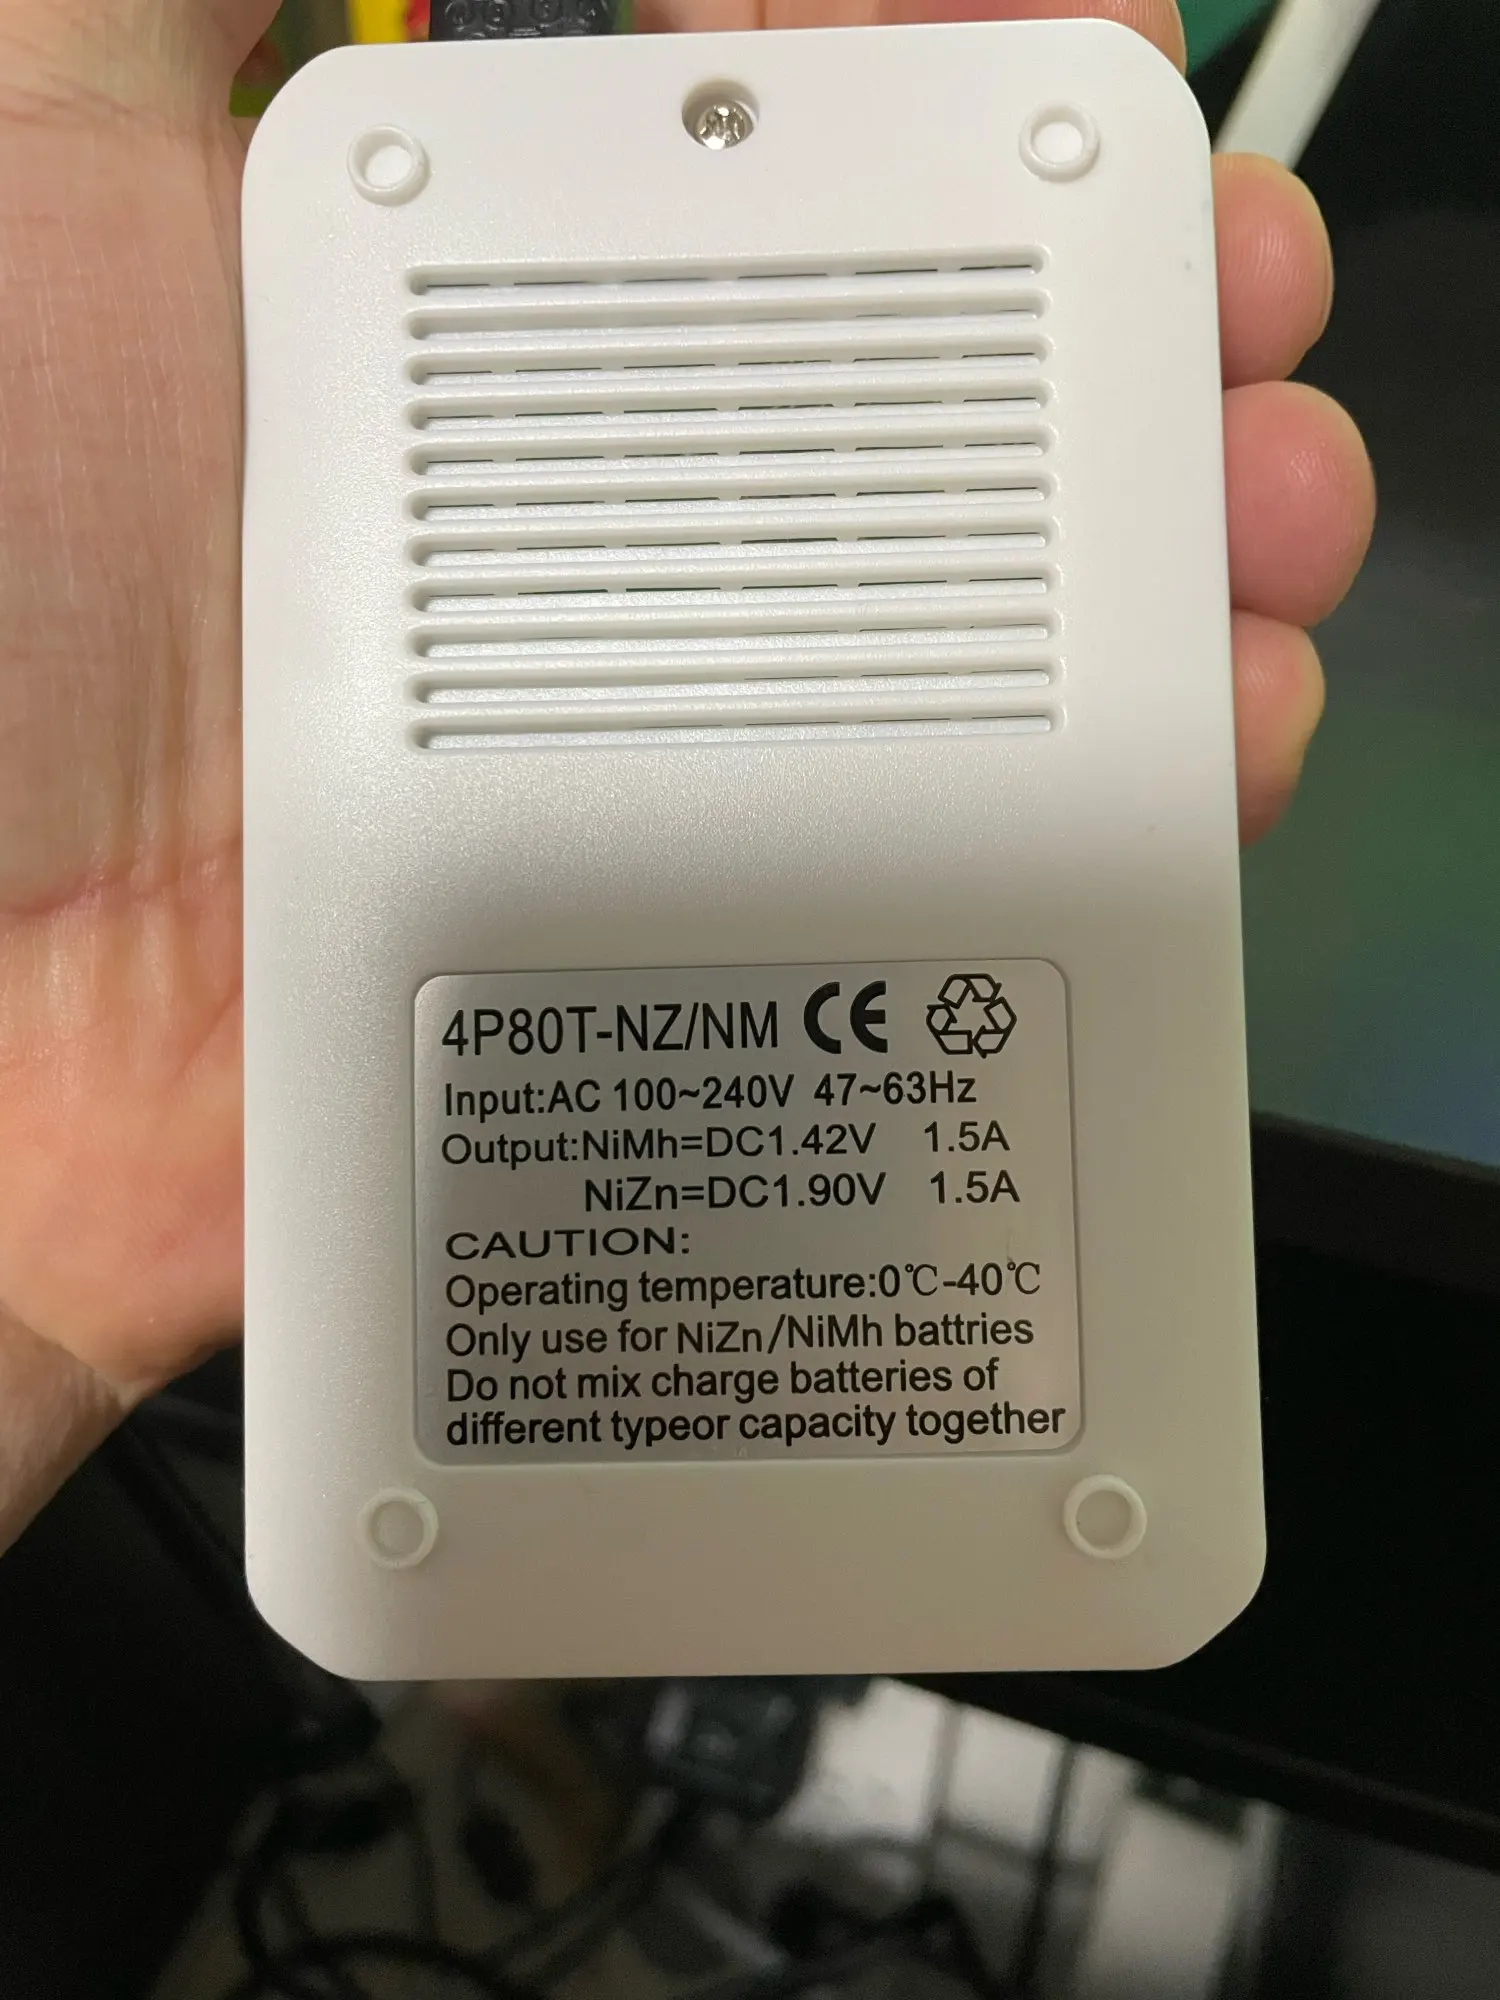 4P80T-NZ/NM CE
Input:AC 100~240V 47~63Hz
Output:NiMh=DC1.42V 1.5A
NiZn=DC1.90V 1.5A
CAUTION:
Operating temperature:0℃-40℃
Only use for NiZn/NiMh battries
Do not mix charge batteries of
different typeor capacity together